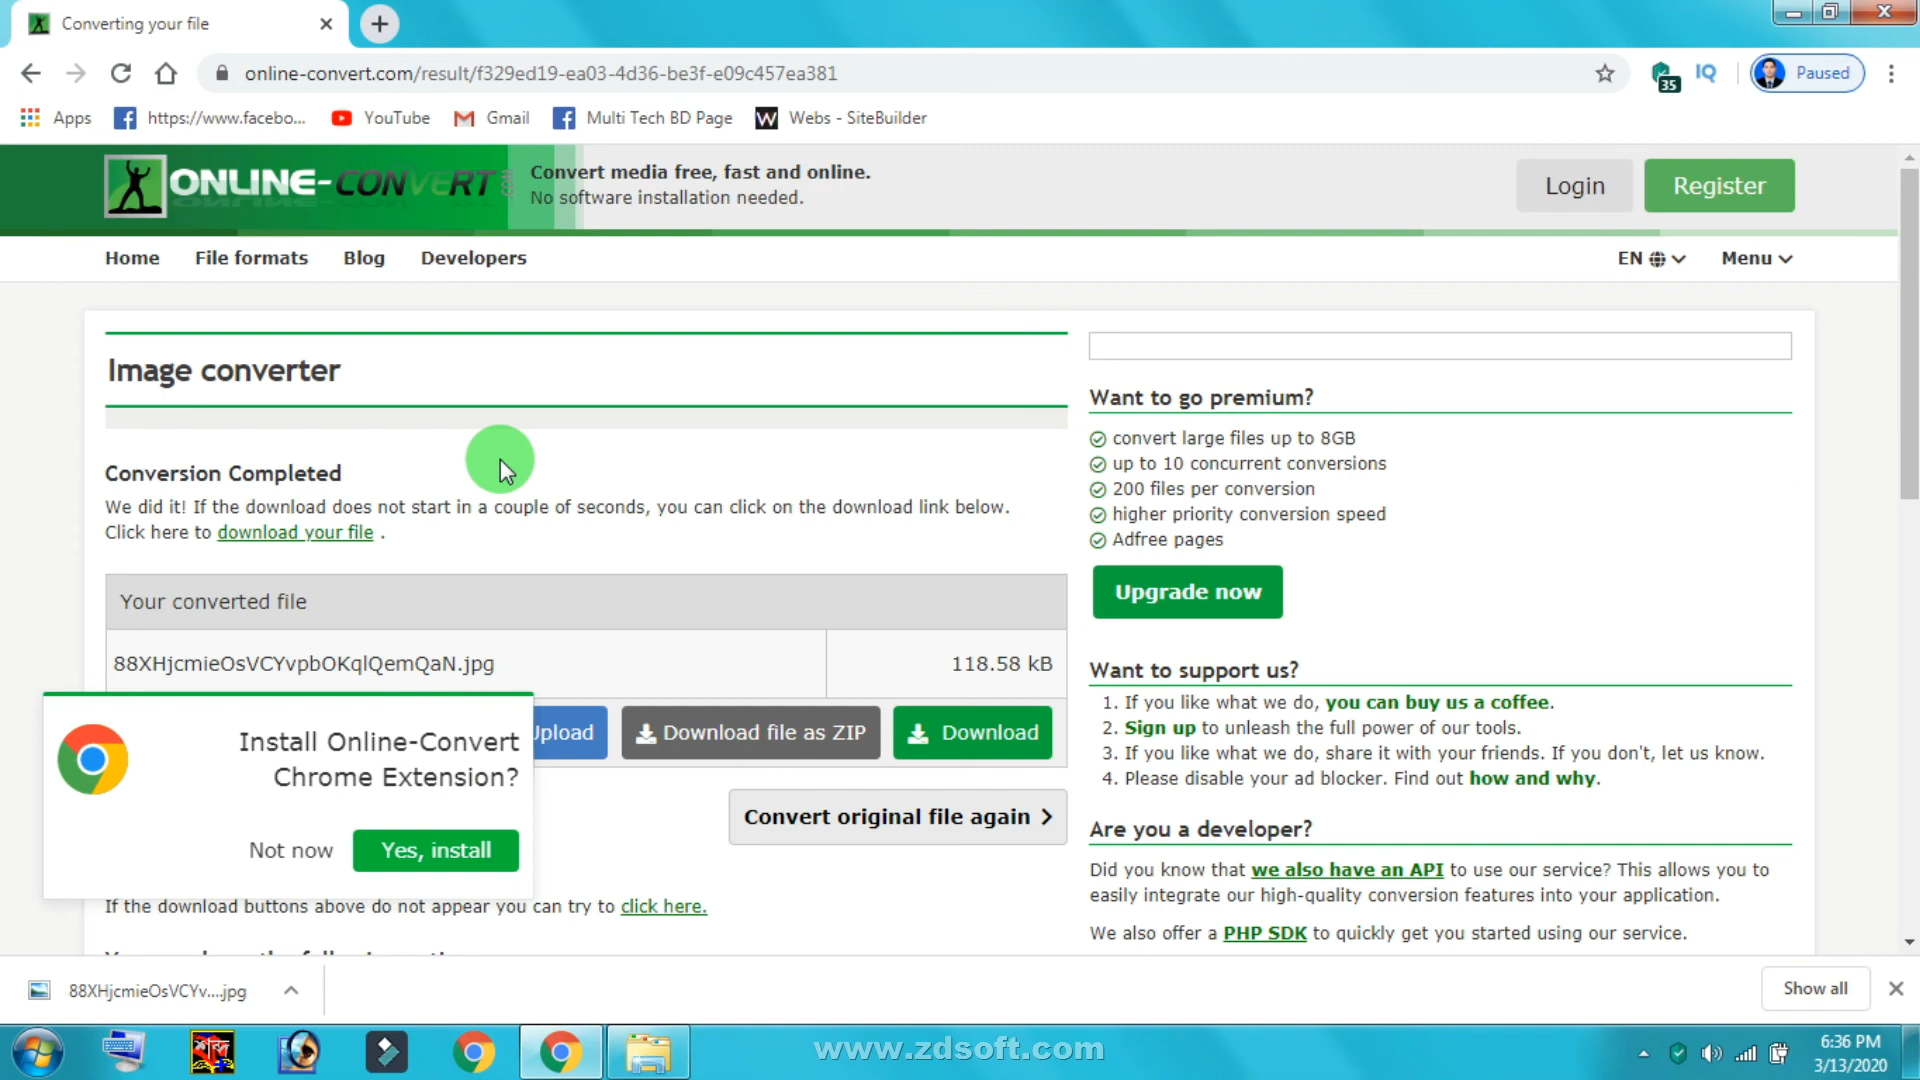 Converting your file
online-convert.com/result/f329ed19-ea03-4d36-be3f-e09c457ea381
35
IQ
Paused
Apps
https://www.facebo...
YouTube
Gmail
Multi Tech BD Page
Webs - SiteBuilder
ONLINE-CONVERT
Convert media free, fast and online.
No software installation needed.
Login
Register
Home
File formats
Blog
Developers
EN
Menu
Image converter
Conversion Completed
We did it! If the download does not start in a couple of seconds, you can click on the download link below.
Click here to download your file .
Your converted file
88XHjcmieOsVCYvpbOKqlQemQaN.jpg
118.58 kB
Upload
Download file as ZIP
Download
Convert original file again
Install Online-Convert
Chrome Extension?
Not now
Yes, install
If the download buttons above do not appear you can try to click here.
Want to go premium?
convert large files up to 8GB
up to 10 concurrent conversions
200 files per conversion
higher priority conversion speed
Adfree pages
Upgrade now
Want to support us?
1. If you like what we do, you can buy us a coffee.
2. Sign up to unleash the full power of our tools.
3. If you like what we do, share it with your friends. If you don't, let us know.
4. Please disable your ad blocker. Find out how and why.
Are you a developer?
Did you know that we also have an API to use our service? This allows you to
easily integrate our high-quality conversion features into your application.
We also offer a PHP SDK to quickly get you started using our service.
88XHjcmieOsVCYv....jpg
Show all
www.zdsoft.com
6:36 PM
3/13/2020